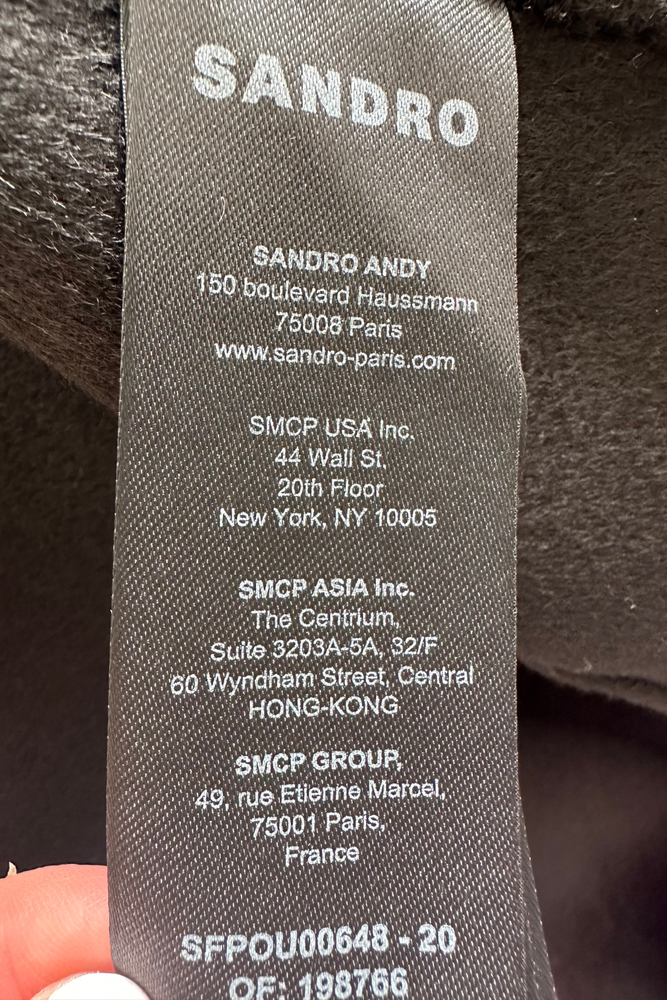 SANDRO
SANDRO ANDY
150 boulevard Haussmann
75008 Paris
www.sandro-paris.com
SMCP USA Inc.
44 Wall St.
20th Floor
New York, NY 10005
SMCP ASIA Inc.
The Centrium,
Suite 3203A-5A, 32/F
60 Wyndham Street, Central
HONG-KONG
SMCP GROUP,
49, rue Etienne Marcel,
75001 Paris,
France
SFPOU00648 - 20
OF: 198766